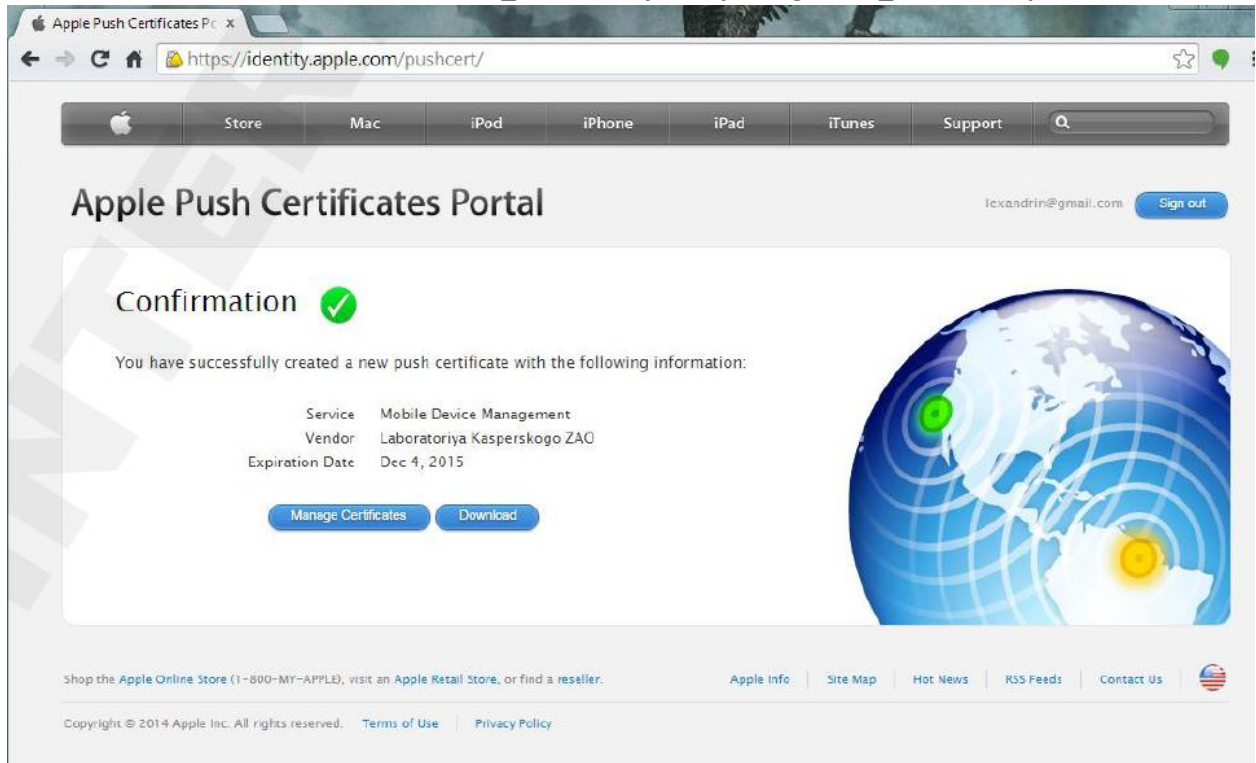 Apple Push Certificates Pc x
https://identity.apple.com/pushcert/
Store Mac iPod iPhone iPad iTunes Support
Apple Push Certificates Portal
lexandrin@gmail.com Sign out
Confirmation
You have successfully created a new push certificate with the following information:
Service Mobile Device Management
Vendor Laboratoriya Kasperskogo ZAO
Expiration Date Dec 4, 2015
Manage Certificates Download
Shop the Apple Online Store (1-800-MY-APPLE), visit an Apple Retail Store, or find a reseller. Apple Info Site Map Hot News RSS Feeds Contact Us
Copyright © 2014 Apple Inc. All rights reserved. Terms of Use Privacy Policy